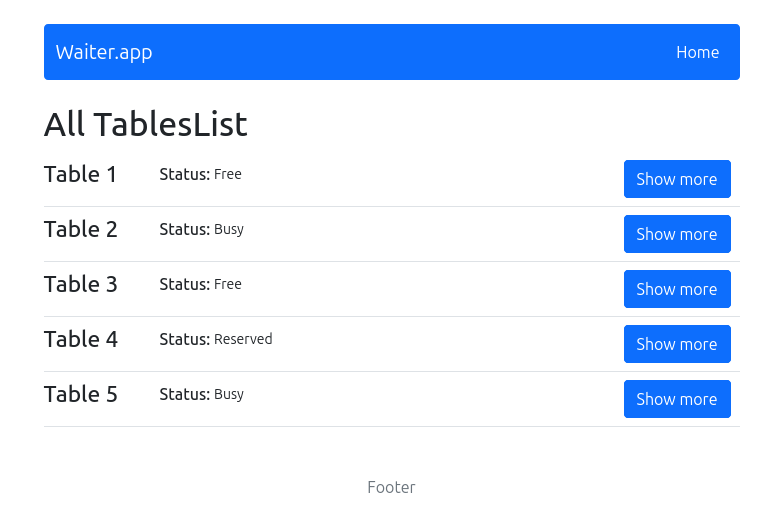 Waiter.app Home
All TablesList
Table 1 Status: Free Show more
Table 2 Status: Busy Show more
Table 3 Status: Free Show more
Table 4 Status: Reserved Show more
Table 5 Status: Busy Show more
Footer